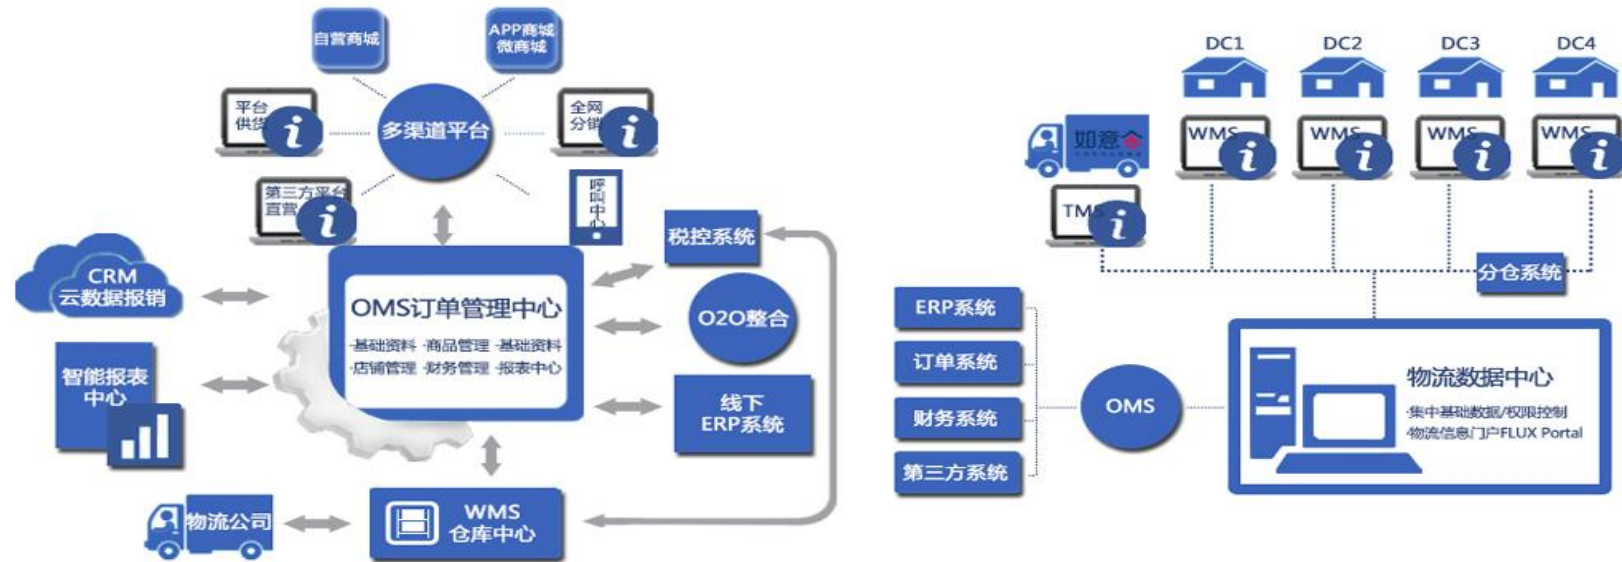 自营商城
APP商城
微商城
平台
供货
多渠道平台
全网
分销
第三方平台
直营
呼叫中心
税控系统
CRM
云数据报销
OMS订单管理中心
·基础资料 ·商品管理 ·基础资料
·店铺管理 ·财务管理 ·报表中心
O2O整合
智能报表
中心
线下
ERP系统
物流公司
WMS
仓库中心
DC1
DC2
DC3
DC4
如意仓
WMS
WMS
WMS
WMS
TMS
分仓系统
ERP系统
订单系统
财务系统
第三方系统
OMS
物流数据中心
·集中基础数据/权限控制
·物流信息门户FLUX Portal